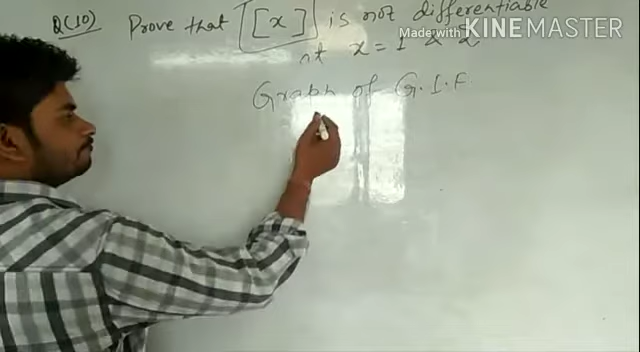 Q(10) Prove that [x] is not differentiable
at x = 1 & 2
Graph of G.I.F.
Made with KINEMASTER